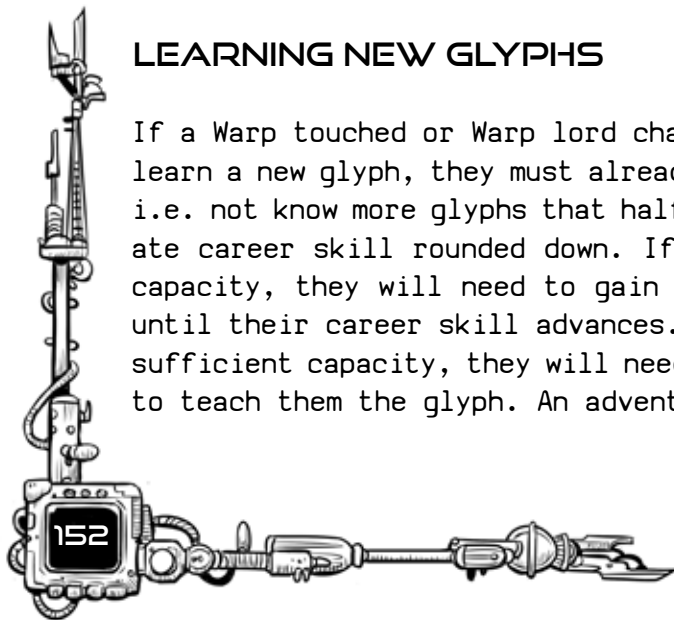 LEARNING NEW GLYPHS
If a Warp touched or Warp lord cha
learn a new glyph, they must alread
i.e. not know more glyphs that half
ate career skill rounded down. If
capacity, they will need to gain
until their career skill advances.
sufficient capacity, they will need
to teach them the glyph. An advent
152